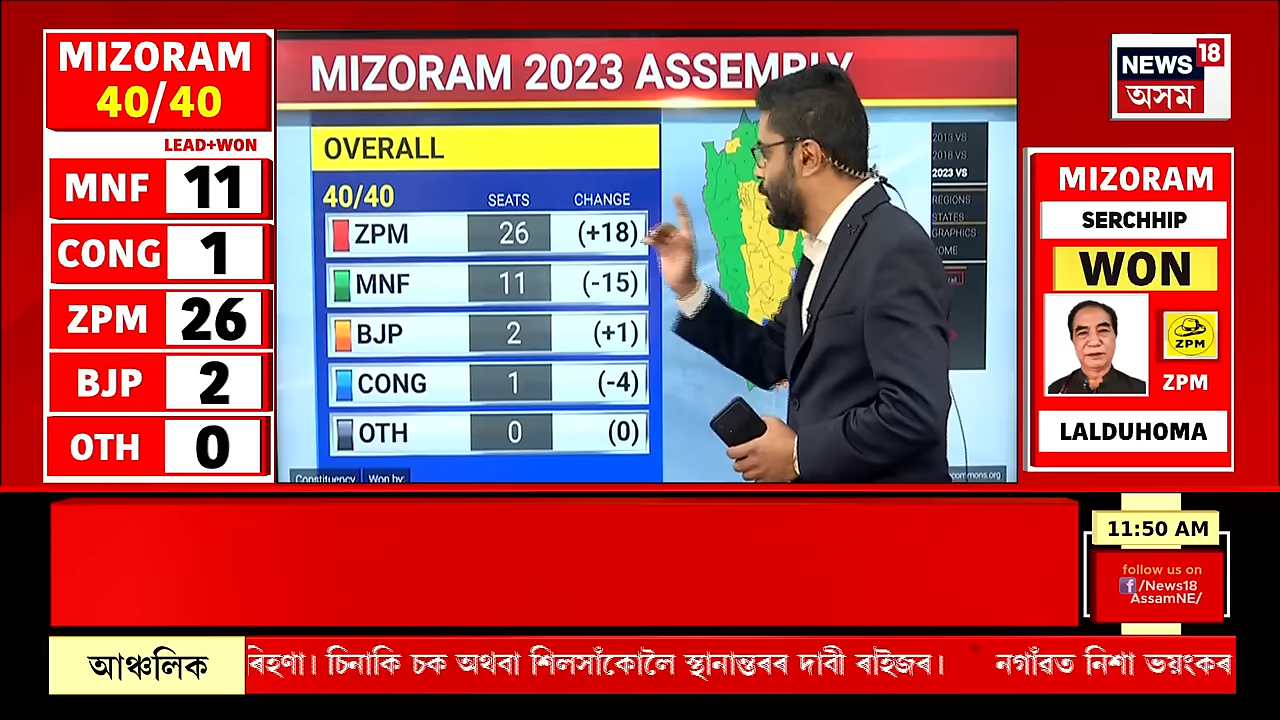 MIZORAM
40/40
LEAD+WON
MNF 11
CONG 1
ZPM 26
BJP 2
OTH 0
MIZORAM 2023 ASSEMBLY
OVERALL
40/40 SEATS CHANGE
ZPM 26 (+18)
MNF 11 (-15)
BJP 2 (+1)
CONG 1 (-4)
OTH 0 (0)
Constituency Won by:
2013 VS
2018 VS
2023 VS
REGIONS
STATES
GRAPHICS
commons.org
NEWS 18
অসম
MIZORAM
SERCHHIP
WON
ZPM
ZPM
LALDUHOMA
11:50 AM
follow us on
f/News18
AssamNE/
আঞ্চলিক
ৰিহণা। চিনাকি চক অথবা শিলসাঁকোলৈ স্থানান্তৰৰ দাবী ৰাইজৰ। নগাঁৱত নিশা ভয়ংকৰ